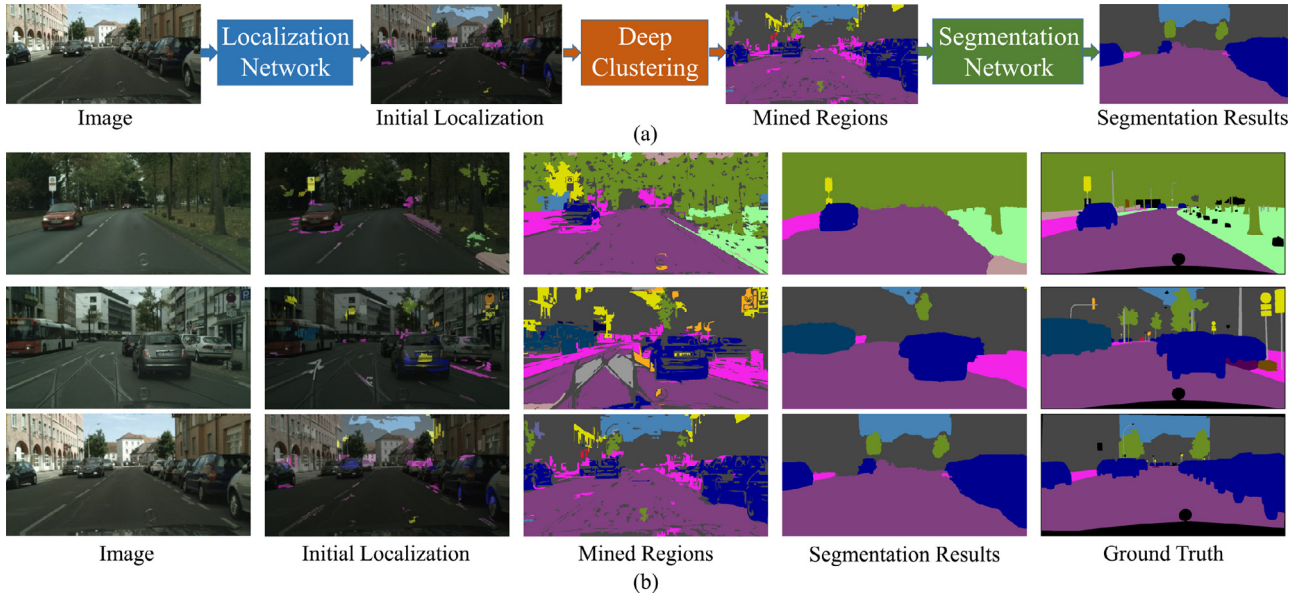 Localization
Network
Deep
Clustering
Segmentation
Network
Image
Initial Localization
Mined Regions
Segmentation Results
(a)
Image
Initial Localization
Mined Regions
Segmentation Results
Ground Truth
(b)